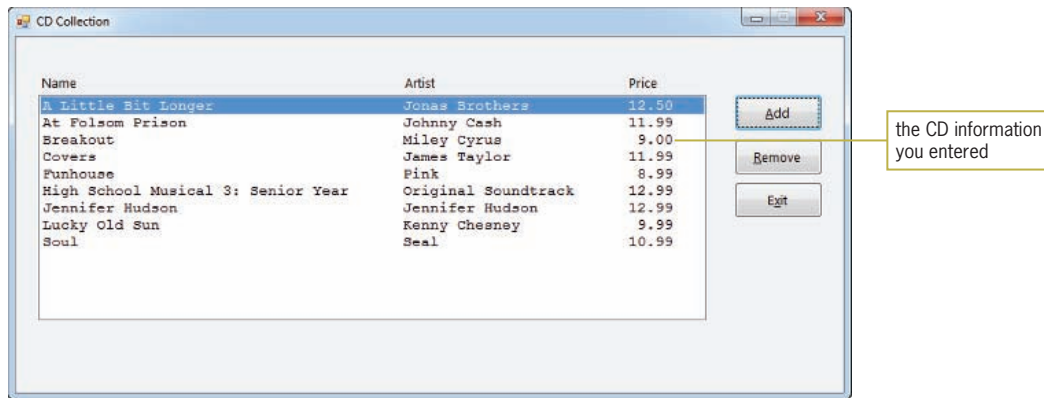 CD Collection
Name Artist Price
A Little Bit Longer Jonas Brothers 12.50
At Folsom Prison Johnny Cash 11.99
Breakout Miley Cyrus 9.00
Covers James Taylor 11.99
Funhouse Pink 8.99
High School Musical 3: Senior Year Original Soundtrack 12.99
Jennifer Hudson Jennifer Hudson 12.99
Lucky Old Sun Kenny Chesney 9.99
Soul Seal 10.99
Add
Remove
Exit
the CD information
you entered